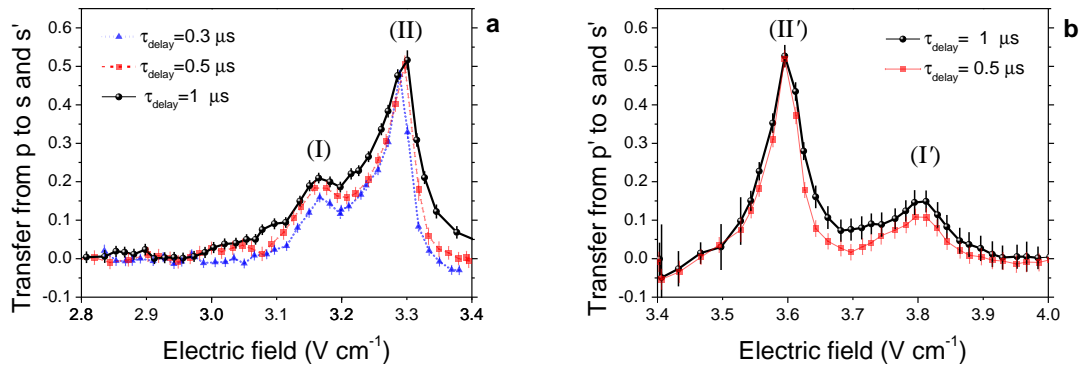 a
(II)
τdelay=0.3 μs
τdelay=0.5 μs
τdelay=1 μs
(I)
Transfer from p to s and s'
0.6
0.5
0.4
0.3
0.2
0.1
0.0
-0.1
2.8 2.9 3.0 3.1 3.2 3.3 3.4
Electric field (V cm⁻¹)
b
(II′)
τdelay= 1 μs
τdelay= 0.5 μs
(I′)
Transfer from p' to s and s'
0.6
0.5
0.4
0.3
0.2
0.1
0.0
-0.1
3.4 3.5 3.6 3.7 3.8 3.9 4.0
Electric field (V cm⁻¹)